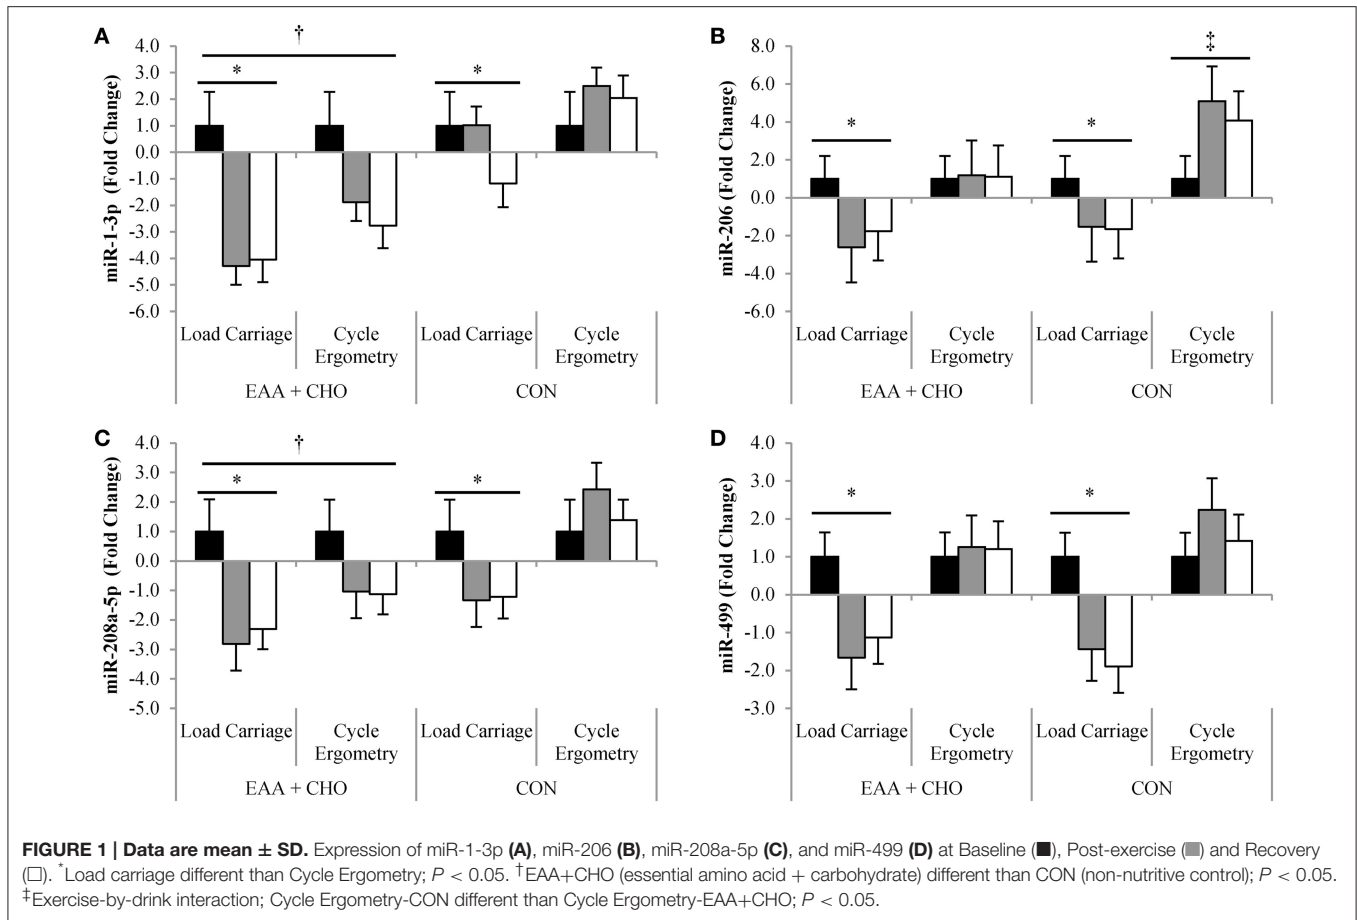 A
†
*
*
miR-1-3p (Fold Change)
4.0
3.0
2.0
1.0
0.0
-1.0
-2.0
-3.0
-4.0
-5.0
-6.0
Load Carriage
Cycle
Ergometry
Load Carriage
Cycle
Ergometry
EAA + CHO
CON
B
‡
*
*
miR-206 (Fold Change)
8.0
6.0
4.0
2.0
0.0
-2.0
-4.0
-6.0
Load Carriage
Cycle
Ergometry
Load Carriage
Cycle
Ergometry
EAA + CHO
CON
C
†
*
*
miR-208a-5p (Fold Change)
4.0
3.0
2.0
1.0
0.0
-1.0
-2.0
-3.0
-4.0
-5.0
Load Carriage
Cycle
Ergometry
Load Carriage
Cycle
Ergometry
EAA + CHO
CON
D
*
*
miR-499 (Fold Change)
4.0
3.0
2.0
1.0
0.0
-1.0
-2.0
-3.0
Load Carriage
Cycle
Ergometry
Load Carriage
Cycle
Ergometry
EAA + CHO
CON
FIGURE 1 | Data are mean ± SD. Expression of miR-1-3p (A), miR-206 (B), miR-208a-5p (C), and miR-499 (D) at Baseline (■), Post-exercise (■) and Recovery
(□). *Load carriage different than Cycle Ergometry; P < 0.05. †EAA+CHO (essential amino acid + carbohydrate) different than CON (non-nutritive control); P < 0.05.
‡Exercise-by-drink interaction; Cycle Ergometry-CON different than Cycle Ergometry-EAA+CHO; P < 0.05.